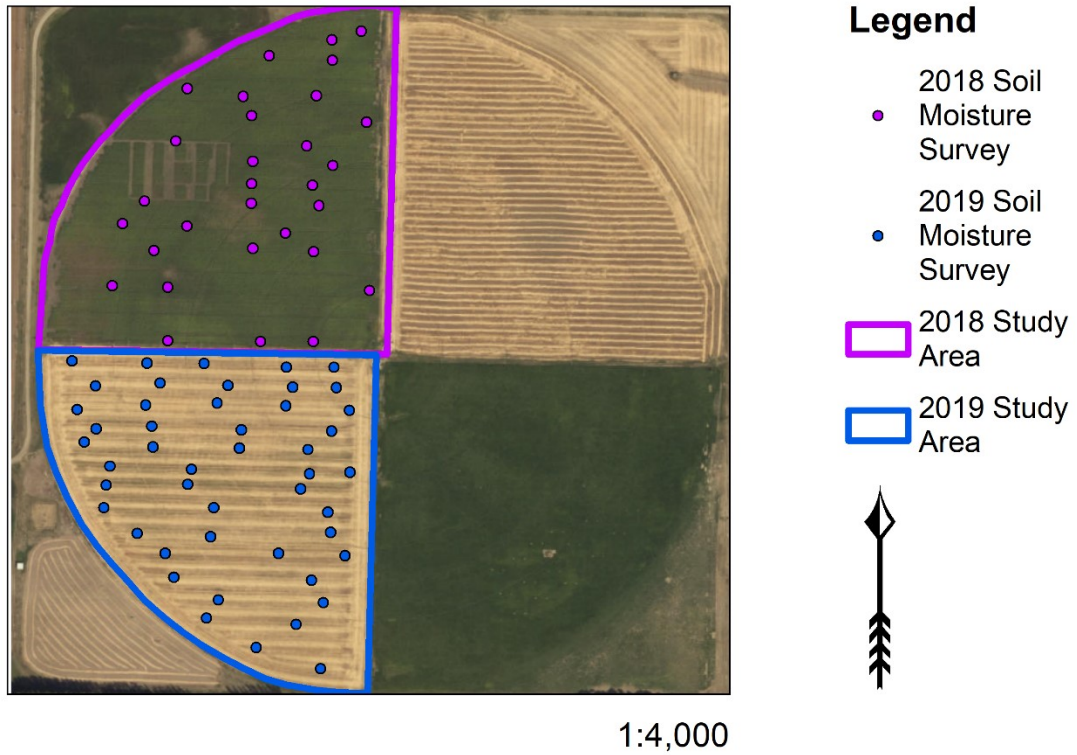 Legend
2018 Soil
Moisture
Survey
2019 Soil
Moisture
Survey
2018 Study
Area
2019 Study
Area
1:4,000